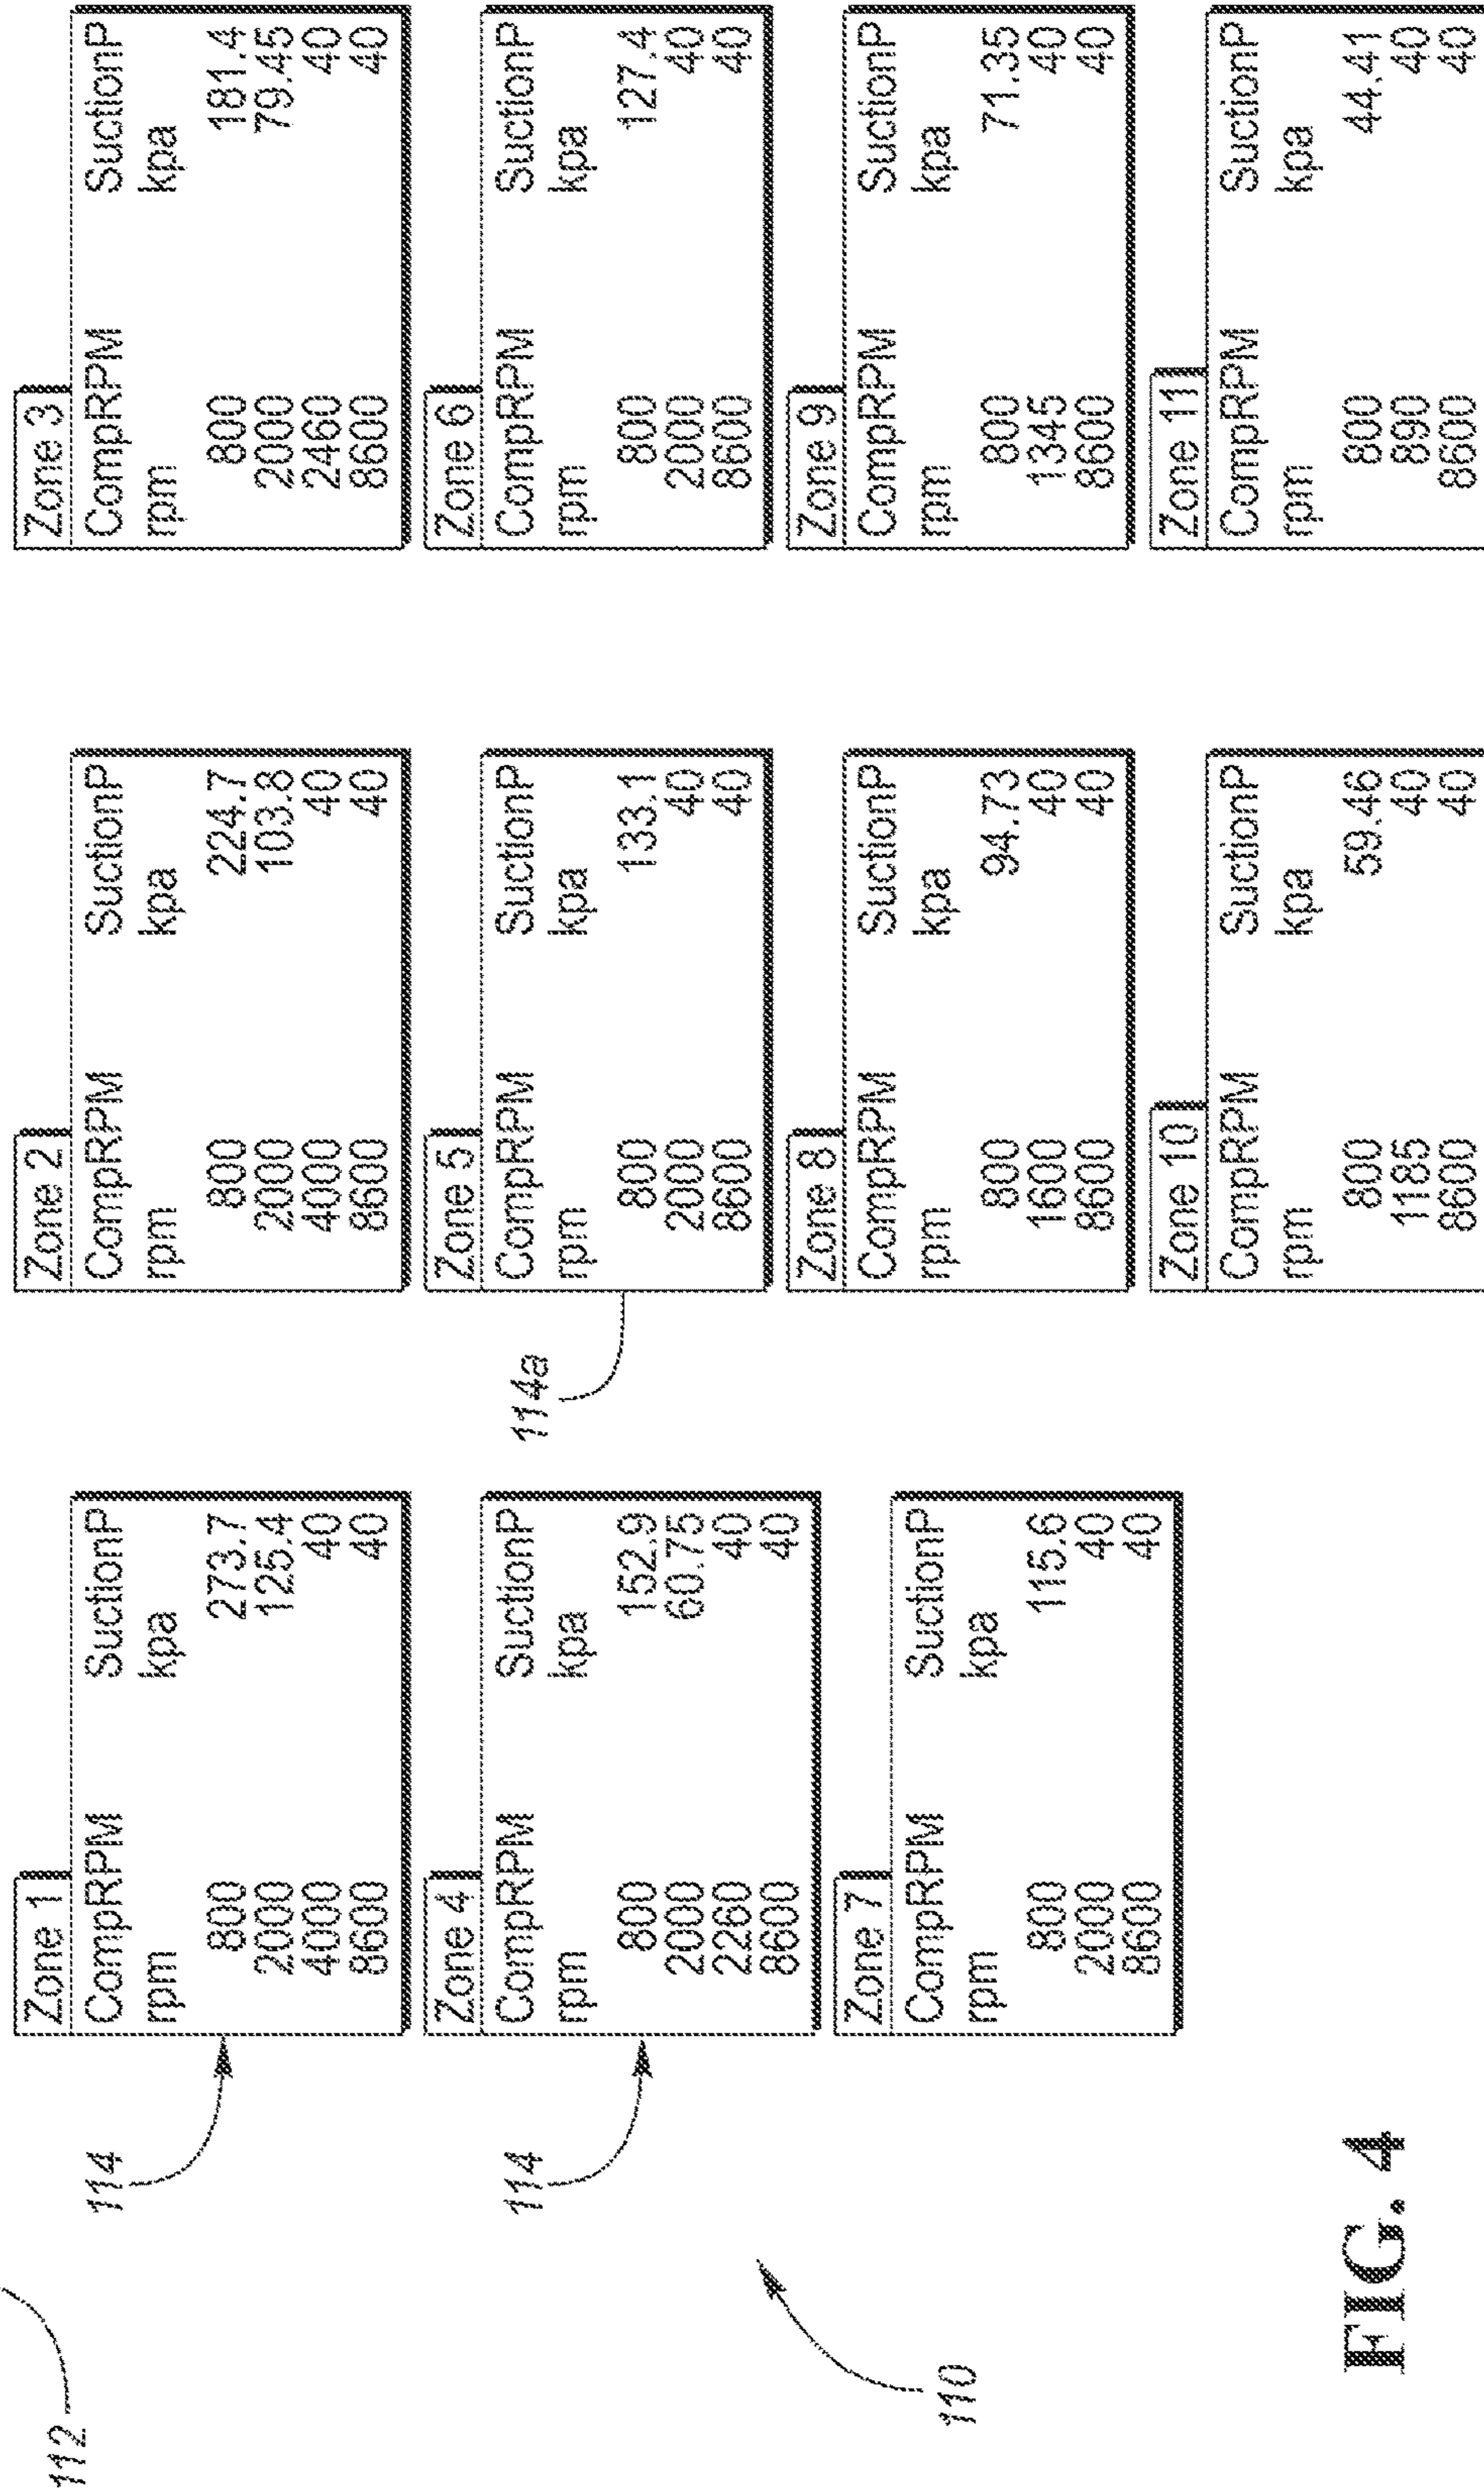 112
114
114
110
Zone 1
CompRPM SuctionP
rpm kpa
800 273.7
2000 125.4
4000 40
8600 40
Zone 4
CompRPM SuctionP
rpm kpa
800 152.9
2000 60.75
2260 40
8600 40
Zone 7
CompRPM SuctionP
rpm kpa
800 115.6
2000 40
8600 40
Zone 2
CompRPM SuctionP
rpm kpa
800 224.7
2000 103.8
4000 40
8600 40
114a
Zone 5
CompRPM SuctionP
rpm kpa
800 133.1
2000 40
8600 40
Zone 8
CompRPM SuctionP
rpm kpa
800 94.73
1600 40
8600 40
Zone 10
CompRPM SuctionP
rpm kpa
800 59.46
1185 40
8600 40
Zone 3
CompRPM SuctionP
rpm kpa
800 181.4
2000 79.45
2460 40
8600 40
Zone 6
CompRPM SuctionP
rpm kpa
800 127.4
2000 40
8600 40
Zone 9
CompRPM SuctionP
rpm kpa
800 71.35
1345 40
8600 40
Zone 11
CompRPM SuctionP
rpm kpa
800 44.41
890 40
8600 40
FIG. 4